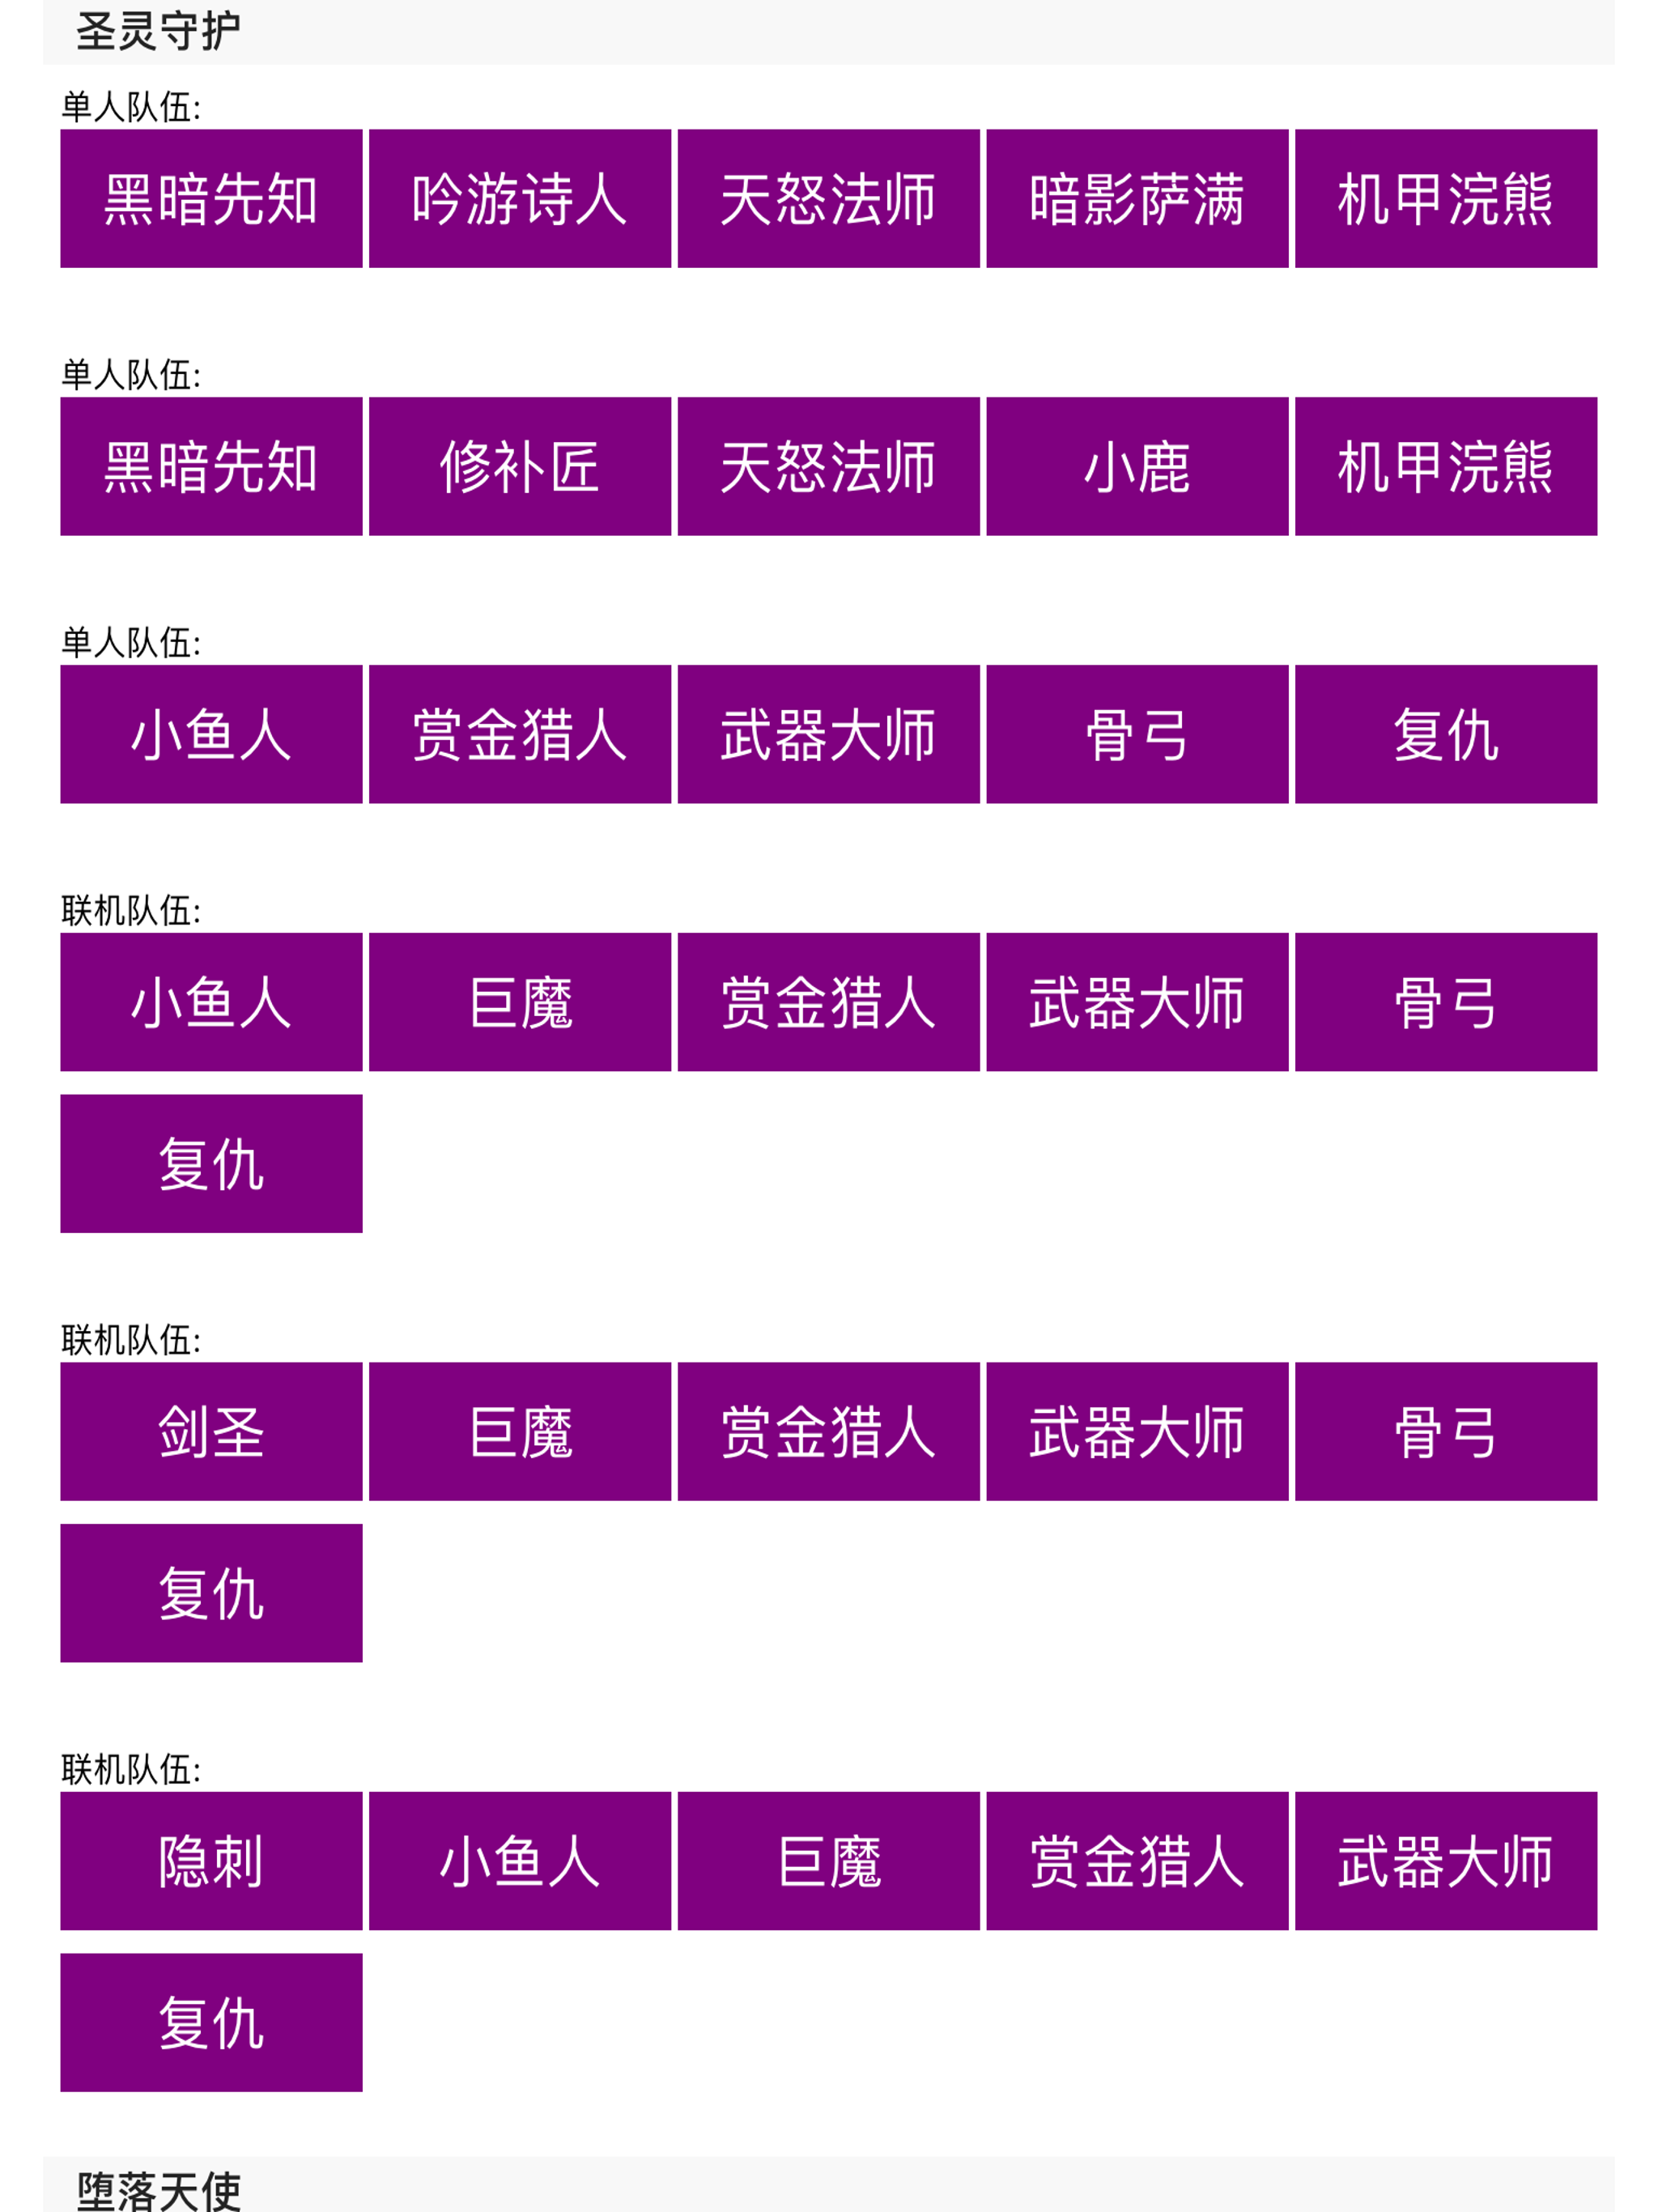 圣灵守护
单人队伍:
黑暗先知 吟游诗人 天怒法师 暗影萨满 机甲浣熊
单人队伍:
黑暗先知 修补匠 天怒法师 小鹿 机甲浣熊
单人队伍:
小鱼人 赏金猎人 武器大师 骨弓 复仇
联机队伍:
小鱼人 巨魔 赏金猎人 武器大师 骨弓
复仇
联机队伍:
剑圣 巨魔 赏金猎人 武器大师 骨弓
复仇
联机队伍:
隐刺 小鱼人 巨魔 赏金猎人 武器大师
复仇
堕落天使